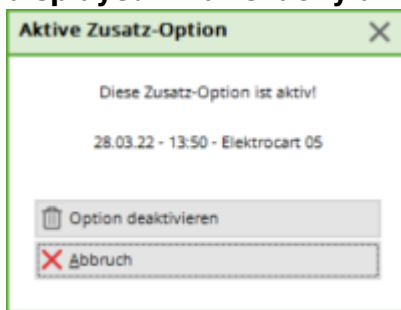 Aktive Zusatz-Option
Diese Zusatz-Option ist aktiv!
28.03.22 - 13:50 - Elektrocart 05
Option deaktivieren
Abbruch